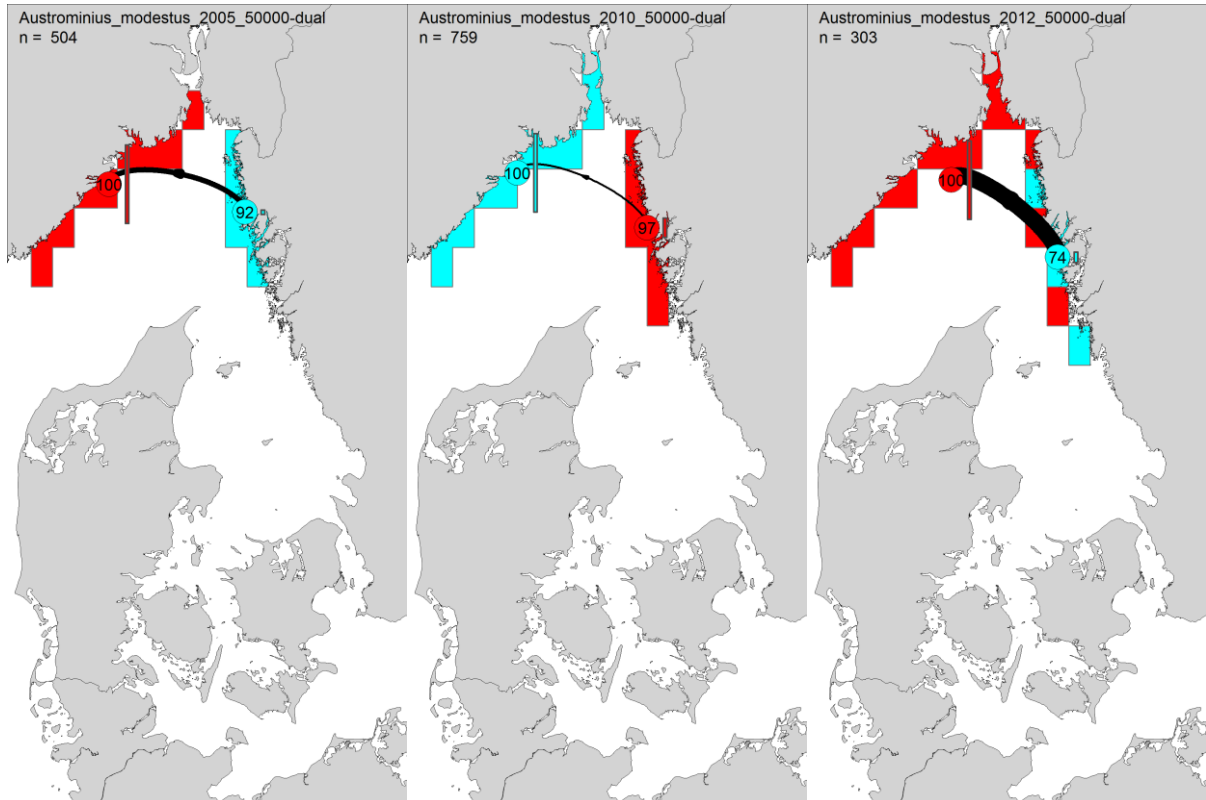 Austrominius_modestus_2005_50000-dual
n =  504
100
92
Austrominius_modestus_2010_50000-dual
n =  759
100
97
Austrominius_modestus_2012_50000-dual
n =  303
100
74